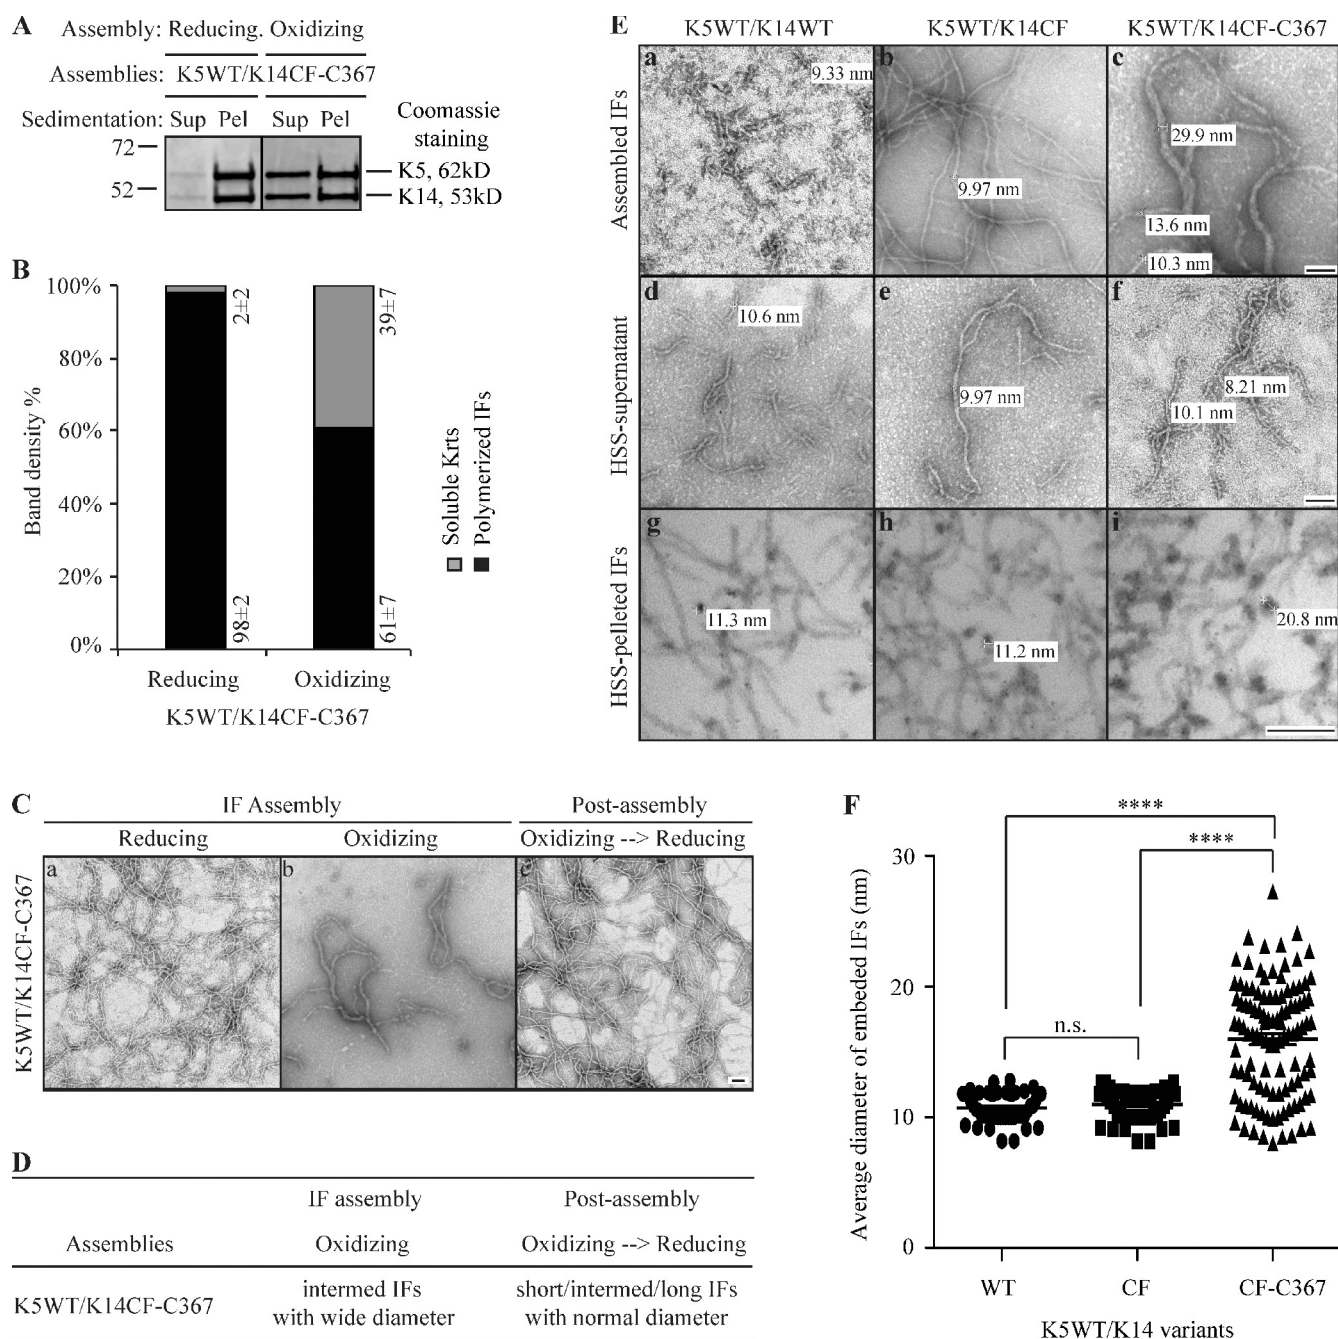 A
Assembly: Reducing. Oxidizing
Assemblies: K5WT/K14CF-C367
Sedimentation: Sup Pel Sup Pel
Coomassie
staining
72
52
K5, 62kD
K14, 53kD
B
100%
80%
60%
40%
20%
0%
Band density %
2±2
98±2
39±7
61±7
Soluble Krts
Polymerized IFs
Reducing Oxidizing
K5WT/K14CF-C367
C
IF Assembly Post-assembly
Reducing Oxidizing Oxidizing --> Reducing
K5WT/K14CF-C367
a b c
D
IF assembly Post-assembly
Assemblies Oxidizing Oxidizing --> Reducing
K5WT/K14CF-C367
intermed IFs
with wide diameter
short/intermed/long IFs
with normal diameter
E
K5WT/K14WT K5WT/K14CF K5WT/K14CF-C367
Assembled IFs
a
9.33 nm
b
9.97 nm
c
29.9 nm
13.6 nm
10.3 nm
HSS-supernatant
d
10.6 nm
e
9.97 nm
f
8.21 nm
10.1 nm
HSS-pelleted IFs
g
11.3 nm
h
11.2 nm
i
20.8 nm
F
****
****
n.s.
30
20
10
0
Average diameter of embeded IFs (nm)
WT CF CF-C367
K5WT/K14 variants